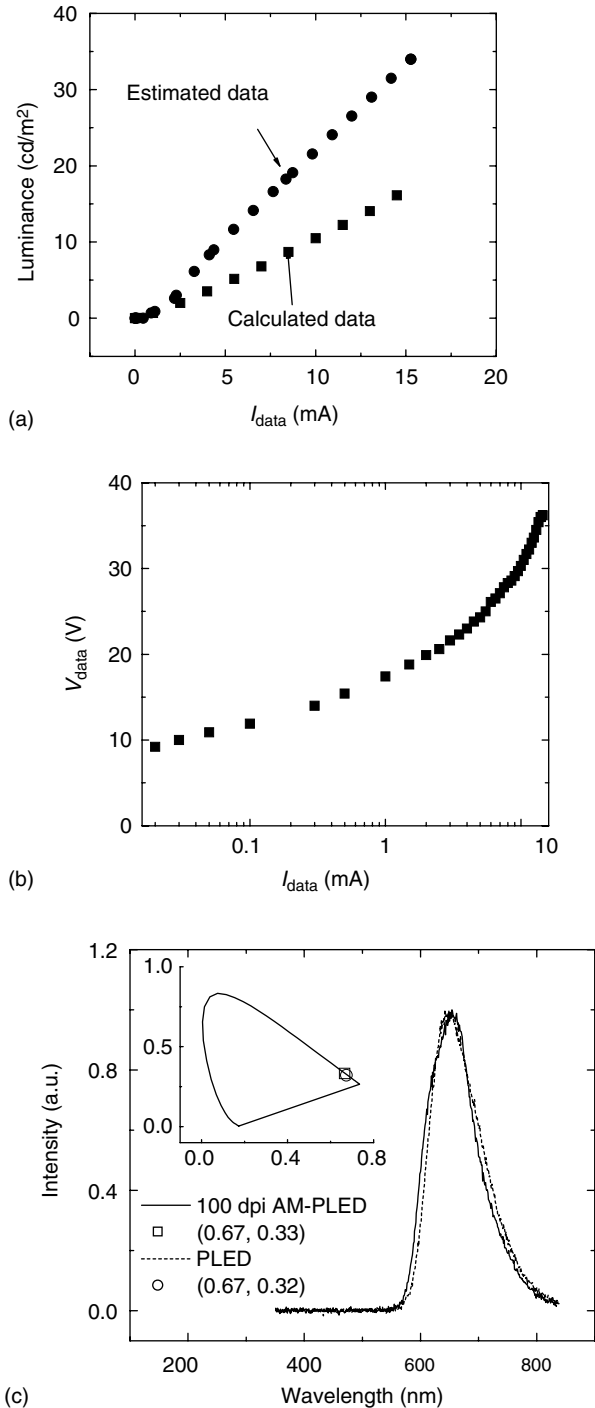 40
30
20
10
0
Luminance (cd/m²)
Estimated data
Calculated data
0 5 10 15 20
I_data (mA)
(a)
40
30
20
10
0
V_data (V)
0.1 1 10
I_data (mA)
(b)
1.2
0.8
0.4
0.0
Intensity (a.u.)
1.0
0.5
0.0
0.0 0.4 0.8
100 dpi AM-PLED
(0.67, 0.33)
PLED
(0.67, 0.32)
200 400 600 800
Wavelength (nm)
(c)